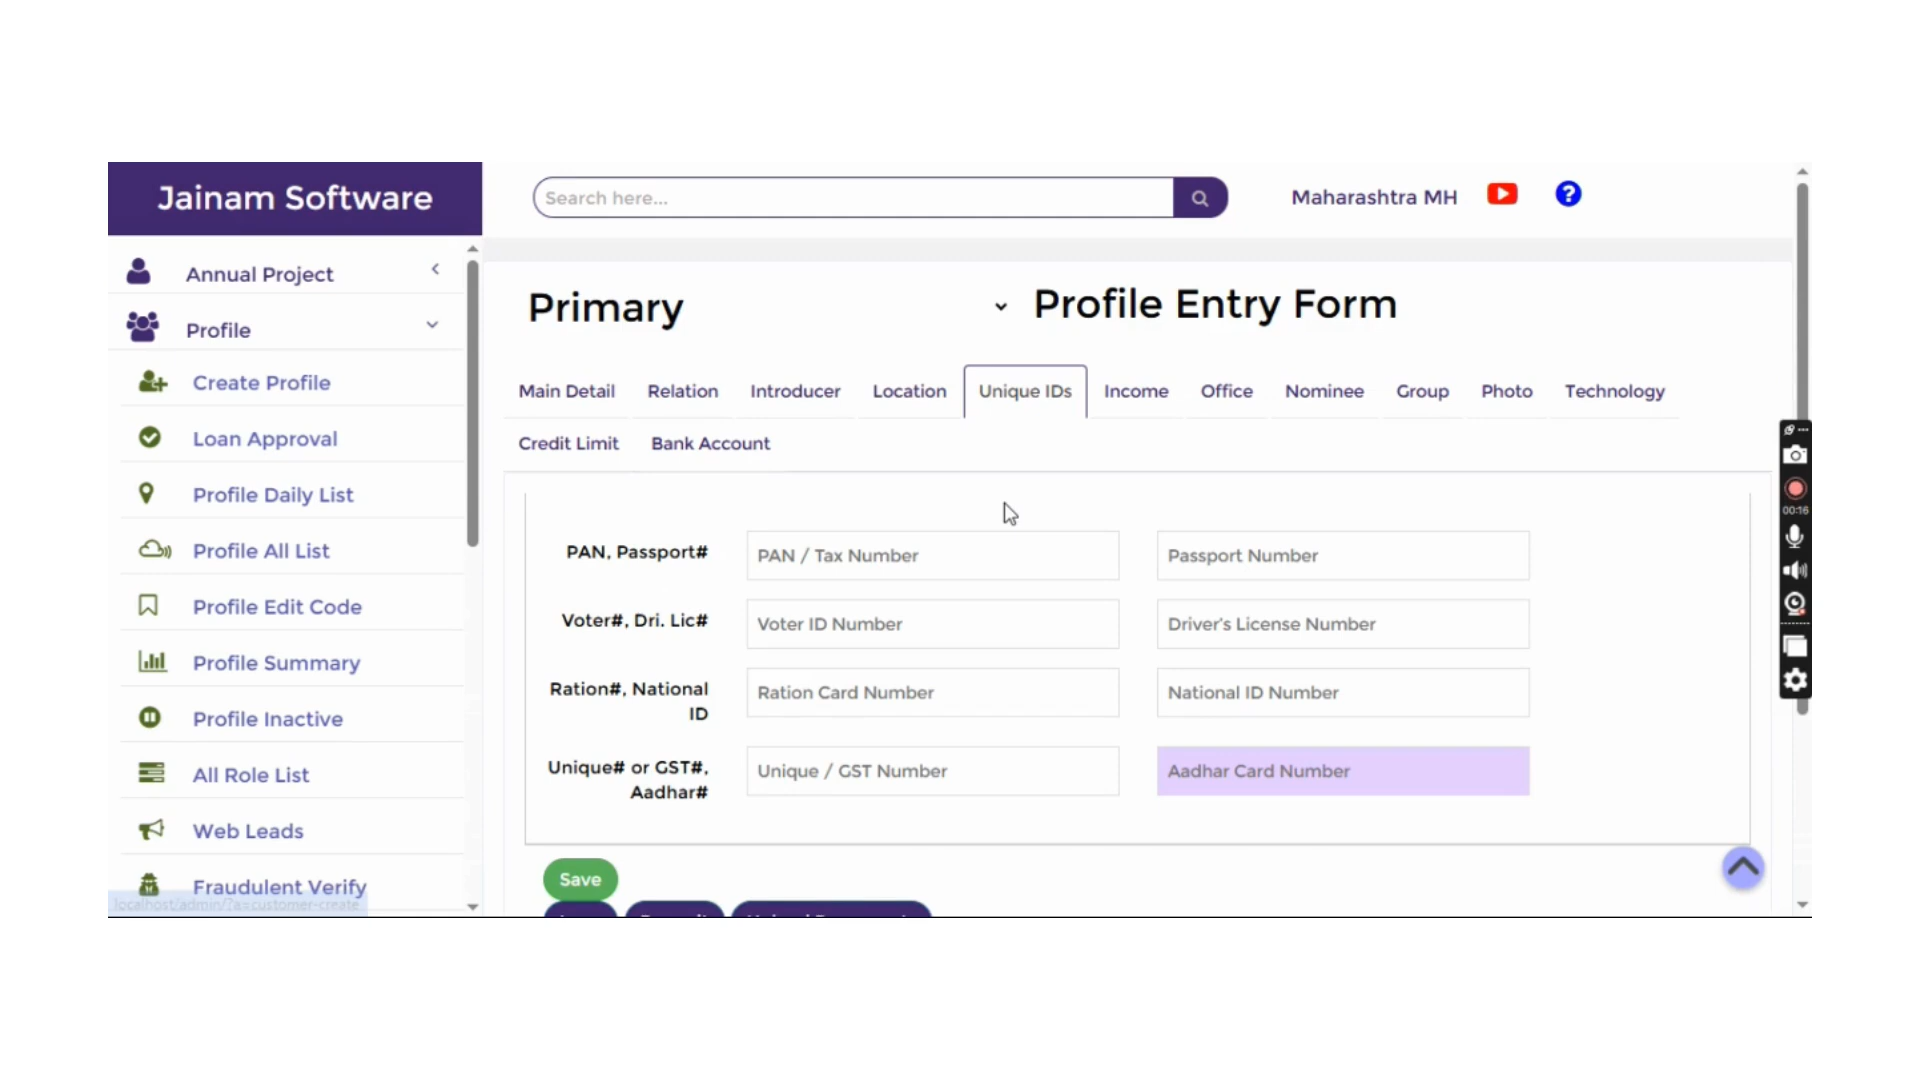 Jainam Software
Search here...
Maharashtra MH
?
Annual Project
Profile
Create Profile
Loan Approval
Profile Daily List
Profile All List
Profile Edit Code
Profile Summary
Profile Inactive
All Role List
Web Leads
Fraudulent Verify
localhost/admin/?a=customer-create
Primary
Profile Entry Form
Main Detail Relation Introducer Location Unique IDs Income Office Nominee Group Photo Technology
Credit Limit Bank Account
PAN, Passport# PAN / Tax Number Passport Number
Voter#, Dri. Lic# Voter ID Number Driver's License Number
Ration#, National
ID
Ration Card Number National ID Number
Unique# or GST#,
Aadhar#
Unique / GST Number Aadhar Card Number
Save
00:16